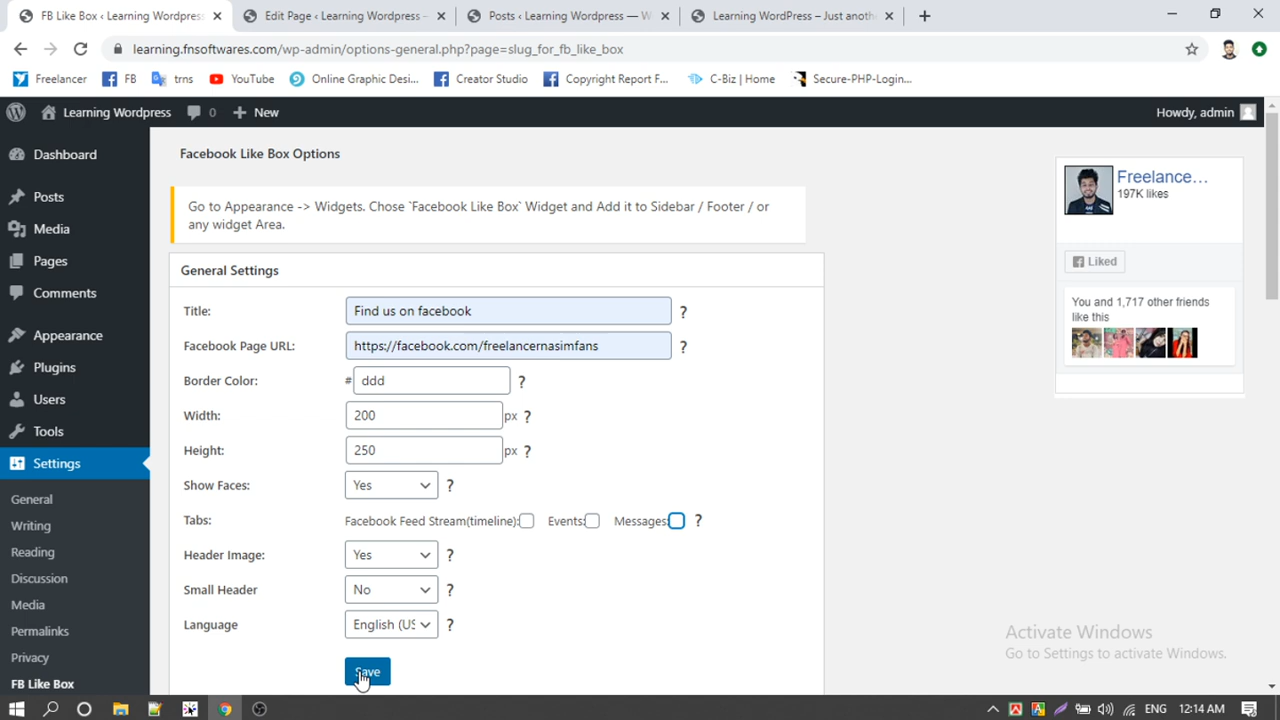 FB Like Box ‹ Learning Wordpress
Edit Page ‹ Learning Wordpress —
Posts ‹ Learning Wordpress — W
Learning WordPress – Just anoth
learning.fnsoftwares.com/wp-admin/options-general.php?page=slug_for_fb_like_box
Freelancer
FB
trns
YouTube
Online Graphic Desi...
Creator Studio
Copyright Report F...
C-Biz | Home
Secure-PHP-Login...
Learning Wordpress
0
New
Howdy, admin
Dashboard
Posts
Media
Pages
Comments
Appearance
Plugins
Users
Tools
Settings
General
Writing
Reading
Discussion
Media
Permalinks
Privacy
FB Like Box
Facebook Like Box Options
Go to Appearance -> Widgets. Chose `Facebook Like Box` Widget and Add it to Sidebar / Footer / or
any widget Area.
General Settings
Title: Find us on facebook ?
Facebook Page URL: https://facebook.com/freelancernasimfans ?
Border Color: # ddd ?
Width: 200 px ?
Height: 250 px ?
Show Faces: Yes ?
Tabs: Facebook Feed Stream(timeline): Events: Messages: ?
Header Image: Yes ?
Small Header No ?
Language English (US ?
Save
Freelance...
197K likes
Liked
You and 1,717 other friends
like this
Activate Windows
Go to Settings to activate Windows.
ENG 12:14 AM